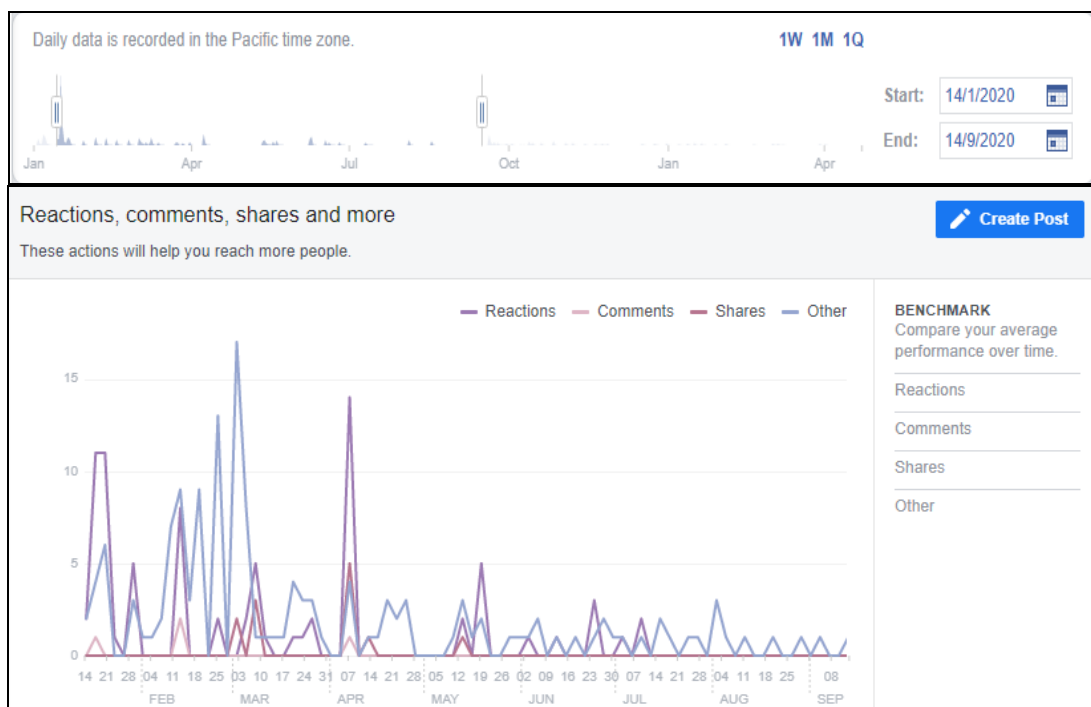 Daily data is recorded in the Pacific time zone.
1W 1M 1Q
Start: 14/1/2020
End: 14/9/2020
Jan Apr Jul Oct Jan Apr
Reactions, comments, shares and more
Create Post
These actions will help you reach more people.
Reactions Comments Shares Other
BENCHMARK
Compare your average
performance over time.
Reactions
Comments
Shares
Other
15
10
5
0
14 21 28 04 11 18 25 03 10 17 24 31 07 14 21 28 05 12 19 26 02 09 16 23 30 07 14 21 28 04 11 18 25 08
FEB MAR APR MAY JUN JUL AUG SEP